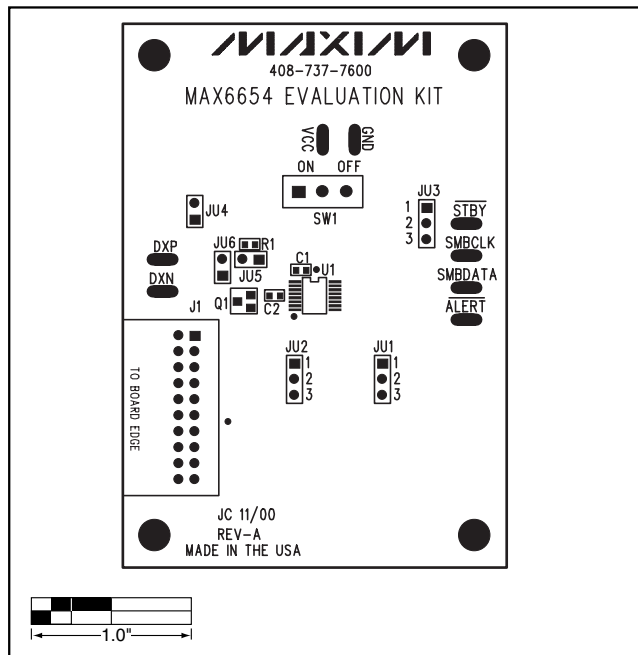 MAXIM
408-737-7600
MAX6654 EVALUATION KIT
VCC
GND
ON OFF
SW1
JU3
1
2
3
STBY
SMBCLK
SMBDATA
ALERT
JU4
DXP
DXN
JU6
R1
JU5
C1
U1
Q1
C2
J1
JU2
1
2
3
JU1
1
2
3
TO BOARD EDGE
JC 11/00
REV-A
MADE IN THE USA
1.0"